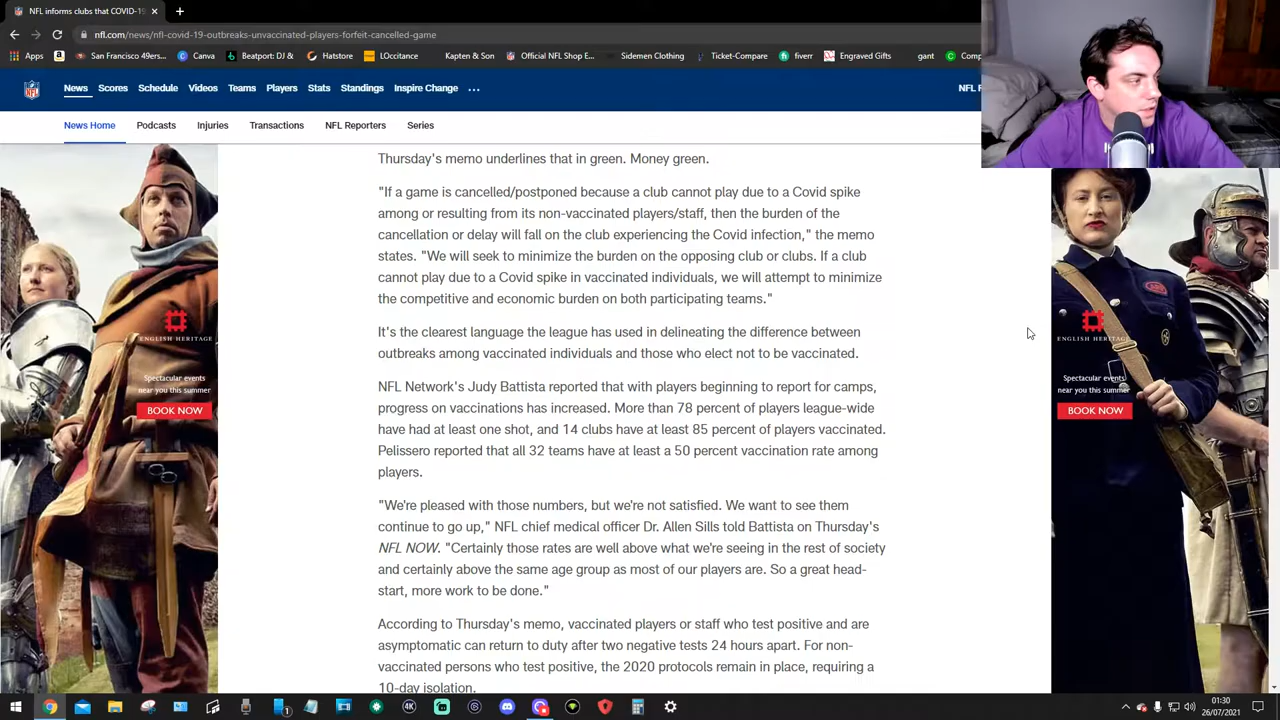 NFL informs clubs that COVID-19
nfl.com/news/nfl-covid-19-outbreaks-unvaccinated-players-forfeit-cancelled-game
Apps San Francisco 49ers... Canva Beatport: DJ & Hatstore LOccitance Kapten & Son Official NFL Shop E... Sidemen Clothing Ticket-Compare fiverr Engraved Gifts gant
News Scores Schedule Videos Teams Players Stats Standings Inspire Change ...
News Home Podcasts Injuries Transactions NFL Reporters Series
Thursday's memo underlines that in green. Money green.
"If a game is cancelled/postponed because a club cannot play due to a Covid spike
among or resulting from its non-vaccinated players/staff, then the burden of the
cancellation or delay will fall on the club experiencing the Covid infection," the memo
states. "We will seek to minimize the burden on the opposing club or clubs. If a club
cannot play due to a Covid spike in vaccinated individuals, we will attempt to minimize
the competitive and economic burden on both participating teams."
It's the clearest language the league has used in delineating the difference between
outbreaks among vaccinated individuals and those who elect not to be vaccinated.
NFL Network's Judy Battista reported that with players beginning to report for camps,
progress on vaccinations has increased. More than 78 percent of players league-wide
have had at least one shot, and 14 clubs have at least 85 percent of players vaccinated.
Pelissero reported that all 32 teams have at least a 50 percent vaccination rate among
players.
"We're pleased with those numbers, but we're not satisfied. We want to see them
continue to go up," NFL chief medical officer Dr. Allen Sills told Battista on Thursday's
NFL NOW. "Certainly those rates are well above what we're seeing in the rest of society
and certainly above the same age group as most of our players are. So a great head-
start, more work to be done."
According to Thursday's memo, vaccinated players or staff who test positive and are
asymptomatic can return to duty after two negative tests 24 hours apart. For non-
vaccinated persons who test positive, the 2020 protocols remain in place, requiring a
10-day isolation.
ENGLISH HERITAGE
Spectacular events
near you this summer
BOOK NOW
ENGLISH HERITAGE
Spectacular events
near you this summer
BOOK NOW
01:30
26/07/2021